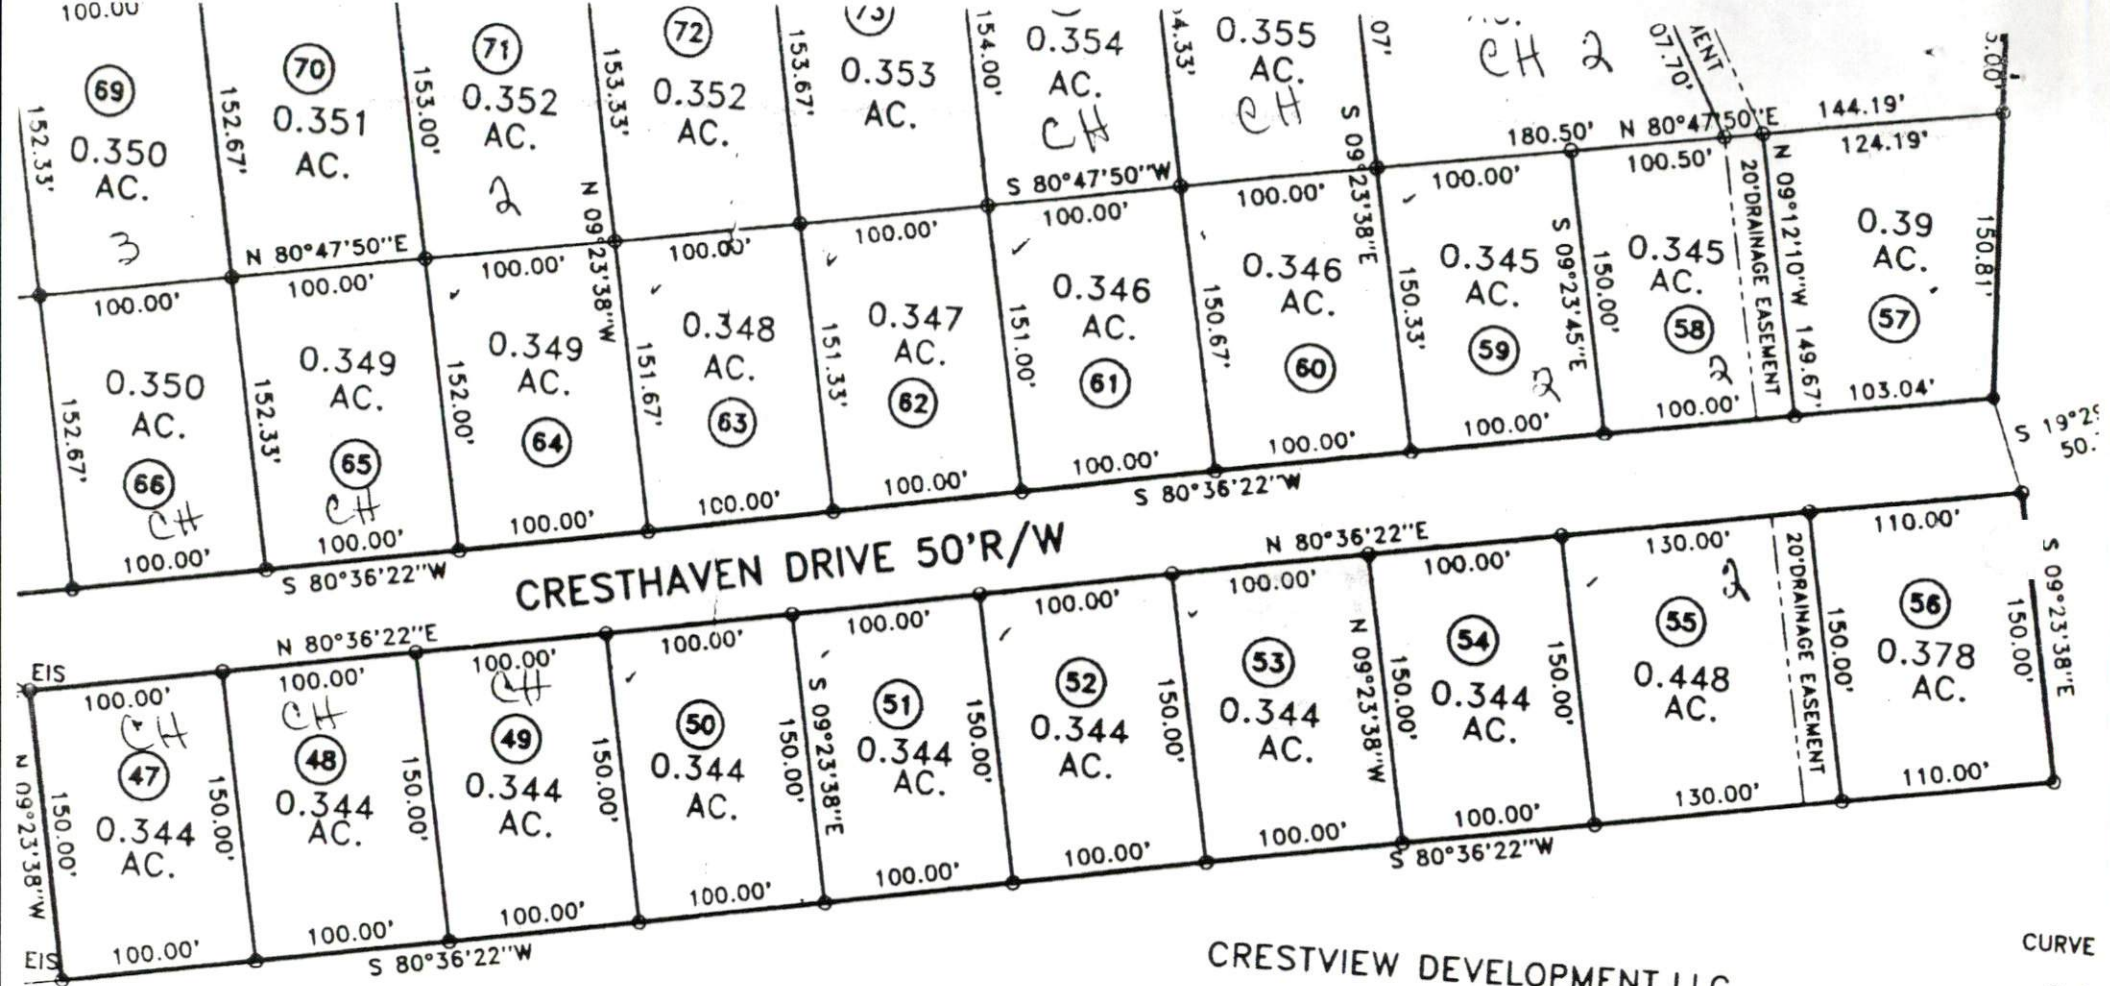 100.00'
69
0.350
AC.
3
152.33'
152.67'
70
0.351
AC.
153.00'
71
0.352
AC.
2
153.33'
72
0.352
AC.
153.67'
73
0.353
AC.
154.00'
0.354
AC.
CH
0.355
AC.
CH
07'
CH 2
07.70'
144.19'
N 80°47'50"E
S 80°47'50"W
180.50' N 80°47'50"E
N 09°23'38"W
S 09°23'38"E
100.00'
0.350
AC.
66
CH
100.00'
152.67'
152.33'
100.00'
0.349
AC.
65
CH
100.00'
152.00'
100.00'
0.349
AC.
64
100.00'
151.67'
100.00'
0.348
AC.
63
100.00'
151.33'
100.00'
0.347
AC.
62
100.00'
151.00'
100.00'
0.346
AC.
61
100.00'
150.67'
100.00'
0.346
AC.
60
100.00'
150.33'
100.00'
0.345
AC.
59
2
100.00'
S 09°23'45"E
150.00'
100.50'
0.345
AC.
58
2
100.00'
20'DRAINAGE EASEMENT
N 09°12'10"W 149.67'
124.19'
0.39
AC.
57
103.04'
150.81'
S 80°36'22"W
S 80°36'22"W
CRESTHAVEN DRIVE 50'R/W
N 80°36'22"E
N 80°36'22"E
EIS
N 09°23'38"W
150.00'
100.00'
CH
47
0.344
AC.
100.00'
EIS
150.00'
100.00'
CH
48
0.344
AC.
100.00'
150.00'
100.00'
CH
49
0.344
AC.
100.00'
150.00'
100.00'
50
0.344
AC.
100.00'
150.00'
S 09°23'38"E
100.00'
51
0.344
AC.
100.00'
150.00'
100.00'
52
0.344
AC.
100.00'
150.00'
100.00'
53
0.344
AC.
100.00'
N 09°23'38"W
150.00'
100.00'
54
0.344
AC.
100.00'
150.00'
130.00'
2
55
0.448
AC.
130.00'
20'DRAINAGE EASEMENT
150.00'
110.00'
56
0.378
AC.
110.00'
150.00'
S 09°23'38"E
S 80°36'22"W
S 80°36'22"W
CRESTVIEW DEVELOPMENT LLC
CURVE